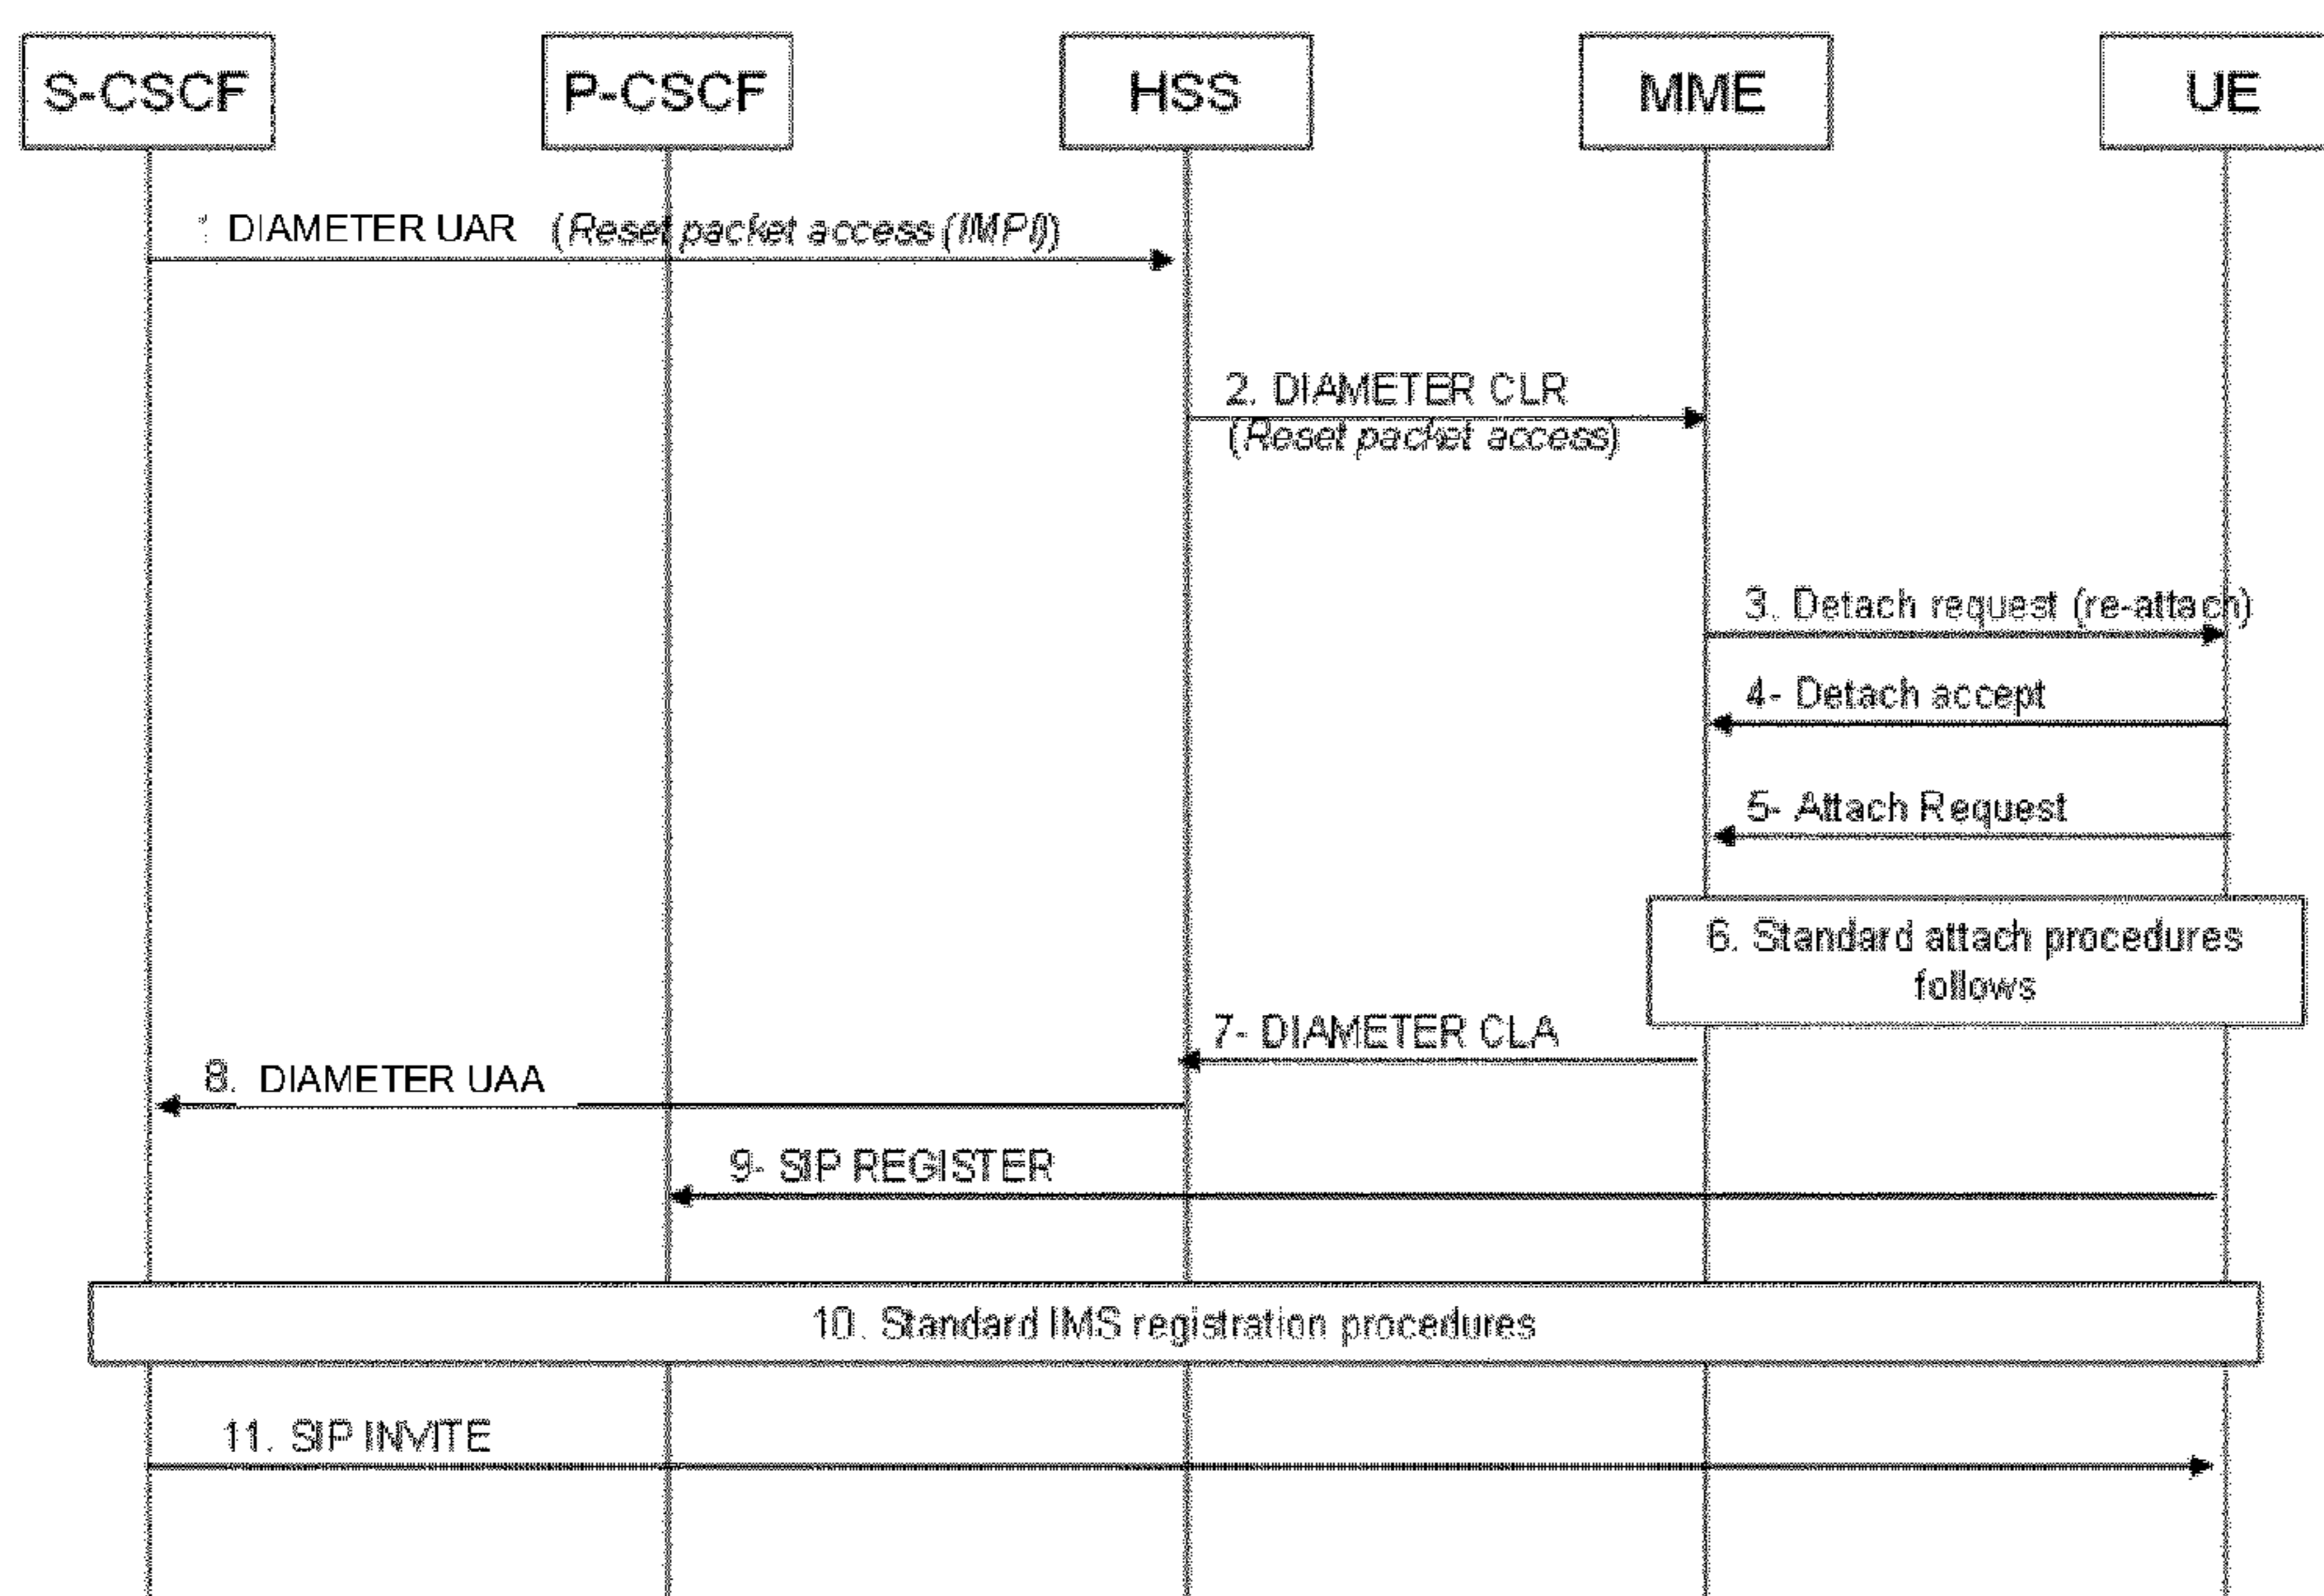 S-CSCF P-CSCF HSS MME UE
DIAMETER UAR (Reset packet access (IMPI))
2. DIAMETER CLR
(Reset packet access)
3. Detach request (re-attach)
4- Detach accept
5- Attach Request
6. Standard attach procedures
follows
7- DIAMETER CLA
8. DIAMETER UAA
9- SIP REGISTER
10. Standard IMS registration procedures
11. SIP INVITE